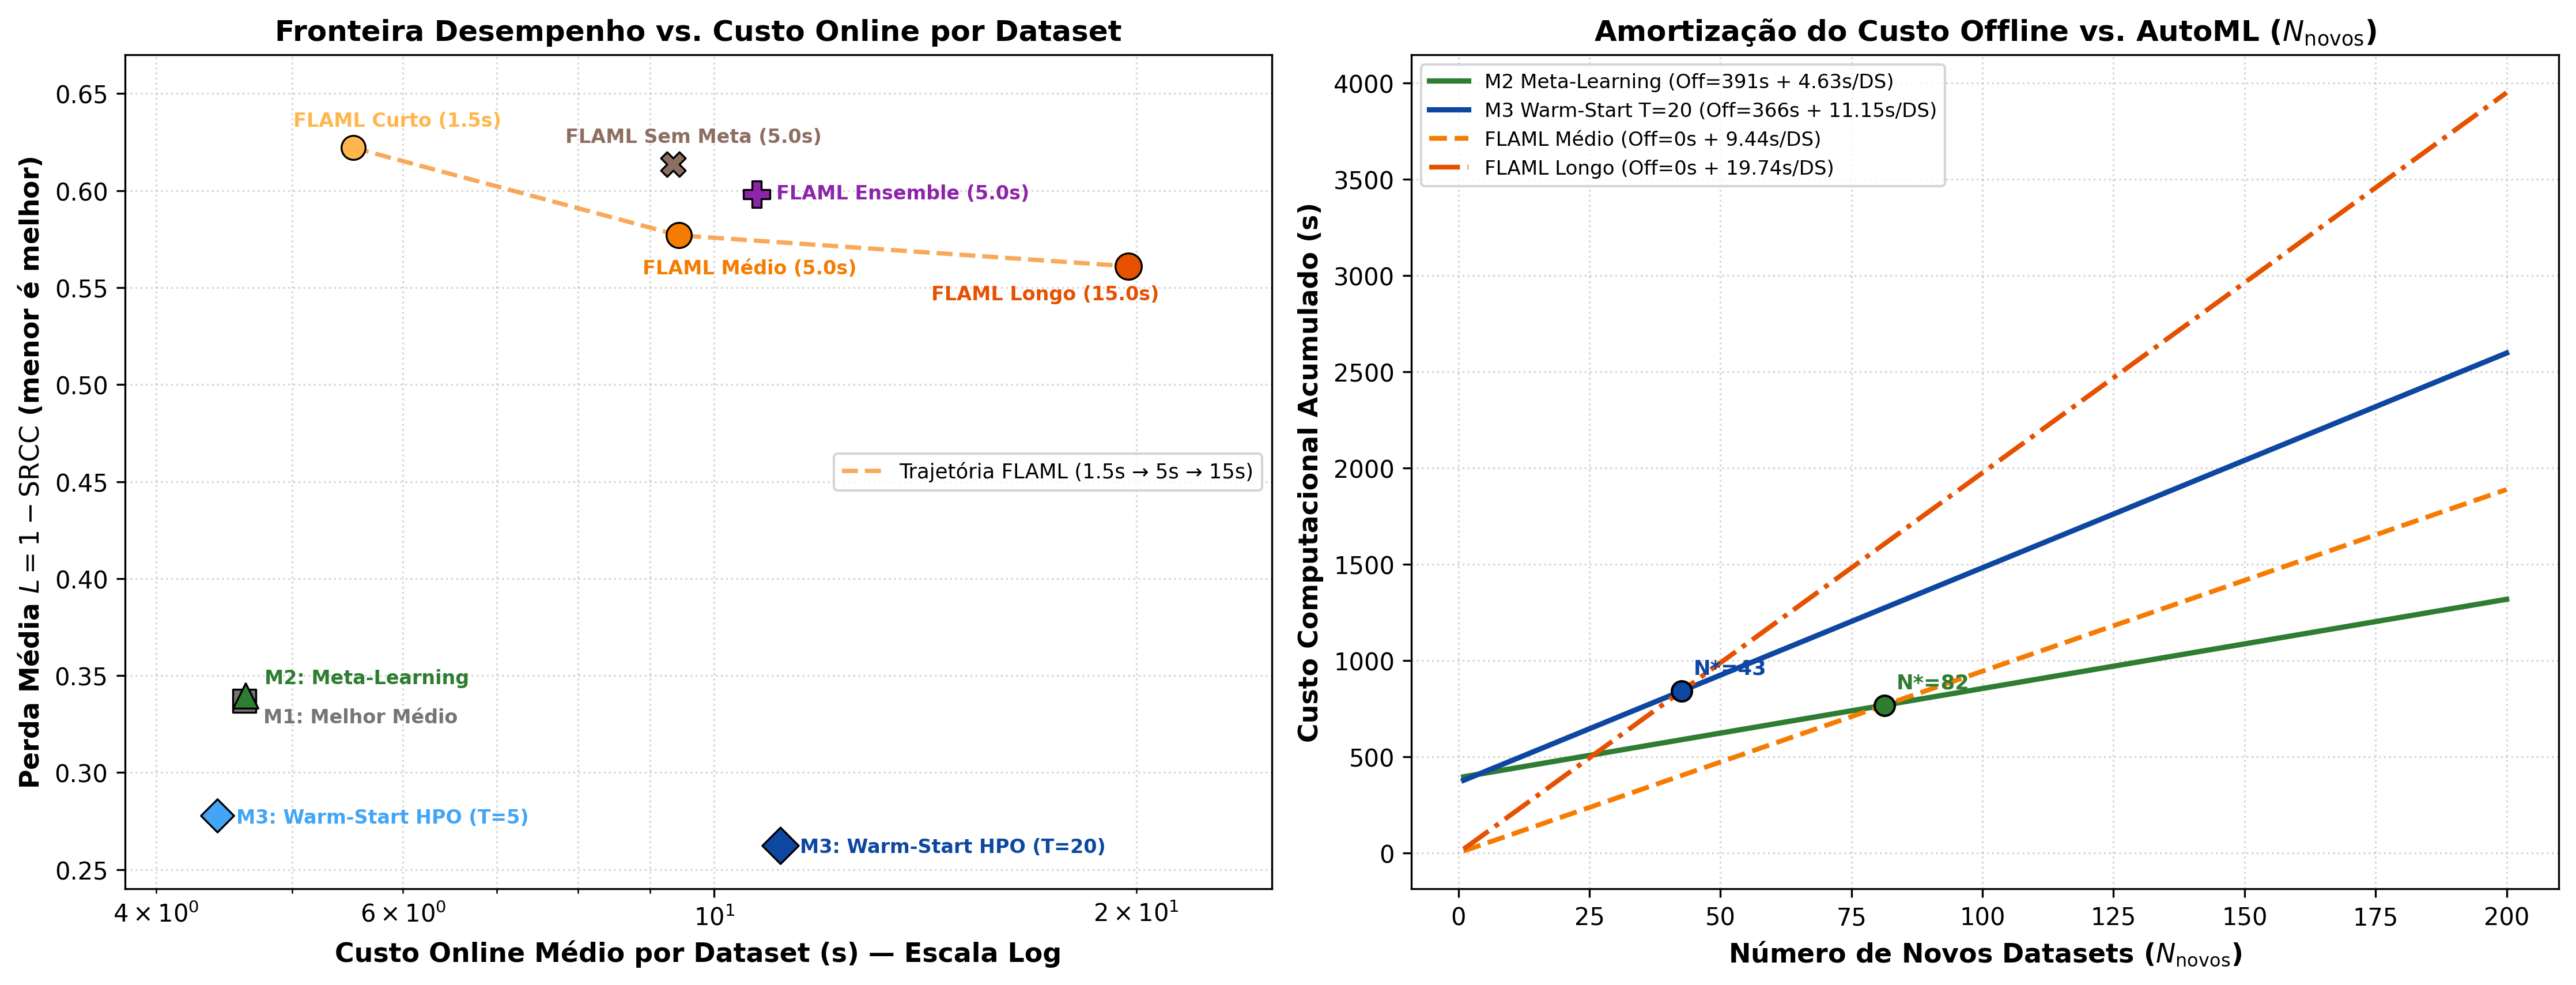 Fronteira Desempenho vs. Custo Online por Dataset
Perda Média L = 1 − SRCC (menor é melhor)
0.65
0.60
0.55
0.50
0.45
0.40
0.35
0.30
0.25
FLAML Curto (1.5s)
FLAML Sem Meta (5.0s)
FLAML Ensemble (5.0s)
FLAML Médio (5.0s)
FLAML Longo (15.0s)
Trajetória FLAML (1.5s → 5s → 15s)
M2: Meta-Learning
M1: Melhor Médio
M3: Warm-Start HPO (T=5)
M3: Warm-Start HPO (T=20)
4 × 10⁰
6 × 10⁰
10¹
2 × 10¹
Custo Online Médio por Dataset (s) — Escala Log
Amortização do Custo Offline vs. AutoML (N_novos)
Custo Computacional Acumulado (s)
4000
3500
3000
2500
2000
1500
1000
500
0
M2 Meta-Learning (Off=391s + 4.63s/DS)
M3 Warm-Start T=20 (Off=366s + 11.15s/DS)
FLAML Médio (Off=0s + 9.44s/DS)
FLAML Longo (Off=0s + 19.74s/DS)
N*=43
N*=82
0
25
50
75
100
125
150
175
200
Número de Novos Datasets (N_novos)